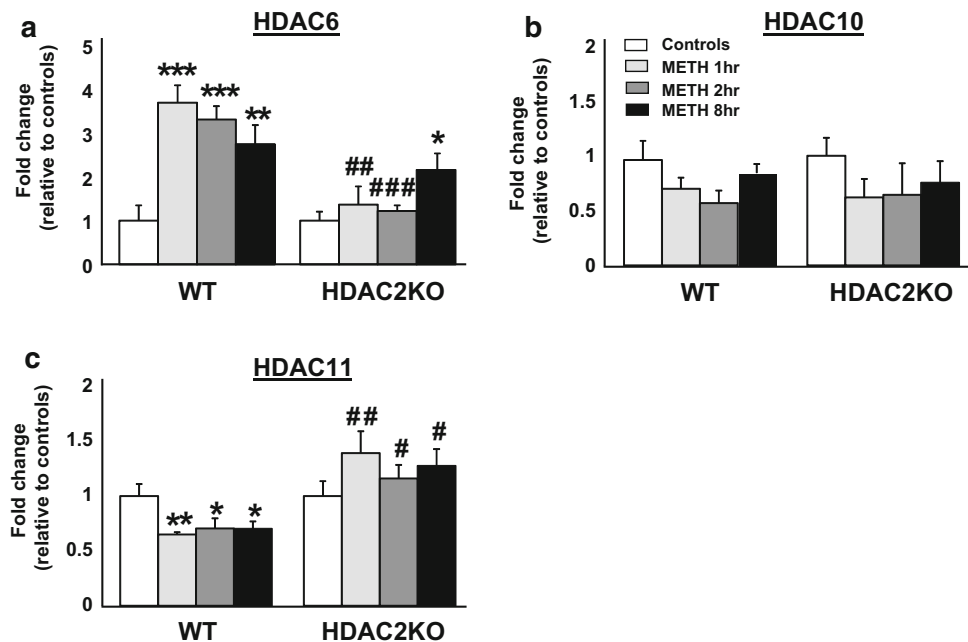 a
HDAC6
Fold change
(relative to controls)
5
4
3
2
1
0
***
***
**
##
###
*
WT
HDAC2KO
b
HDAC10
Controls
METH 1hr
METH 2hr
METH 8hr
Fold change
(relative to controls)
2
1.5
1
0.5
0
WT
HDAC2KO
c
HDAC11
Fold change
(relative to controls)
2
1.5
1
0.5
0
**
*
*
##
#
#
WT
HDAC2KO